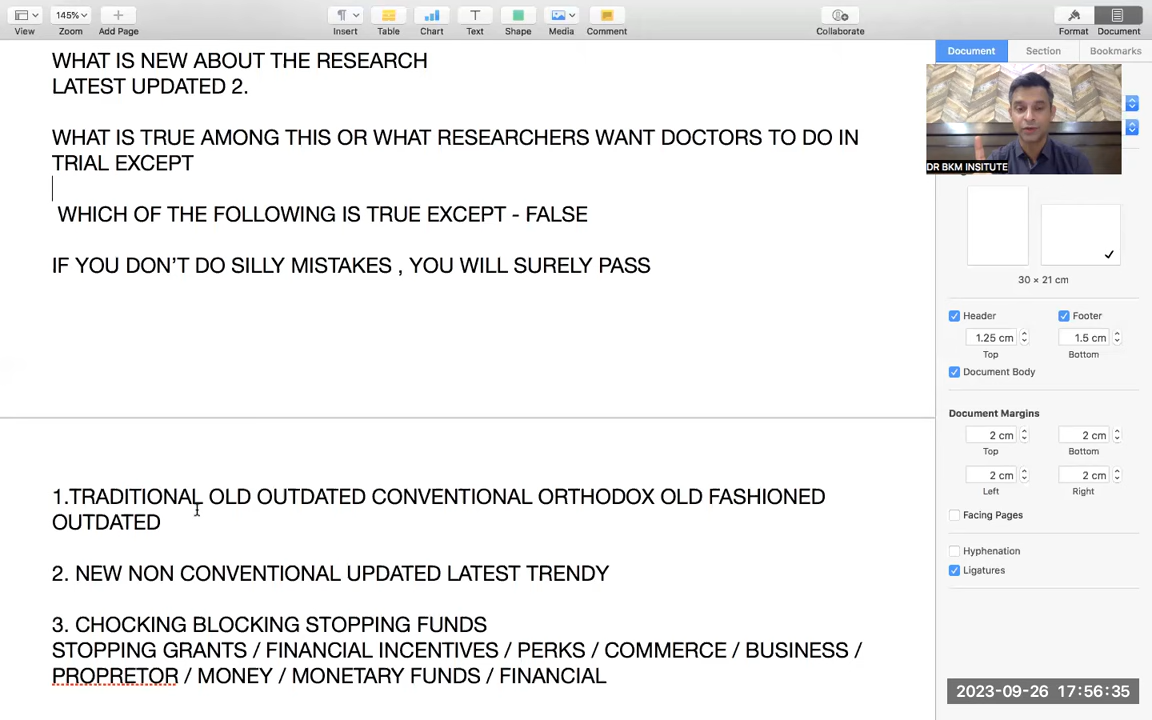 View
145%
Zoom
Add Page
Insert
Table
Chart
Text
Shape
Media
Comment
Collaborate
Format
Document
WHAT IS NEW ABOUT THE RESEARCH
LATEST UPDATED 2.
WHAT IS TRUE AMONG THIS OR WHAT RESEARCHERS WANT DOCTORS TO DO IN
TRIAL EXCEPT
WHICH OF THE FOLLOWING IS TRUE EXCEPT - FALSE
IF YOU DON’T DO SILLY MISTAKES , YOU WILL SURELY PASS
1.TRADITIONAL OLD OUTDATED CONVENTIONAL ORTHODOX OLD FASHIONED
OUTDATED
2. NEW NON CONVENTIONAL UPDATED LATEST TRENDY
3. CHOCKING BLOCKING STOPPING FUNDS
STOPPING GRANTS / FINANCIAL INCENTIVES / PERKS / COMMERCE / BUSINESS /
PROPRETOR / MONEY / MONETARY FUNDS / FINANCIAL
Document
Section
Bookmarks
DR BKM INSITUTE
30 × 21 cm
Header
Footer
1.25 cm
1.5 cm
Top
Bottom
Document Body
Document Margins
2 cm
2 cm
Top
Bottom
2 cm
2 cm
Left
Right
Facing Pages
Hyphenation
Ligatures
2023-09-26 17:56:35